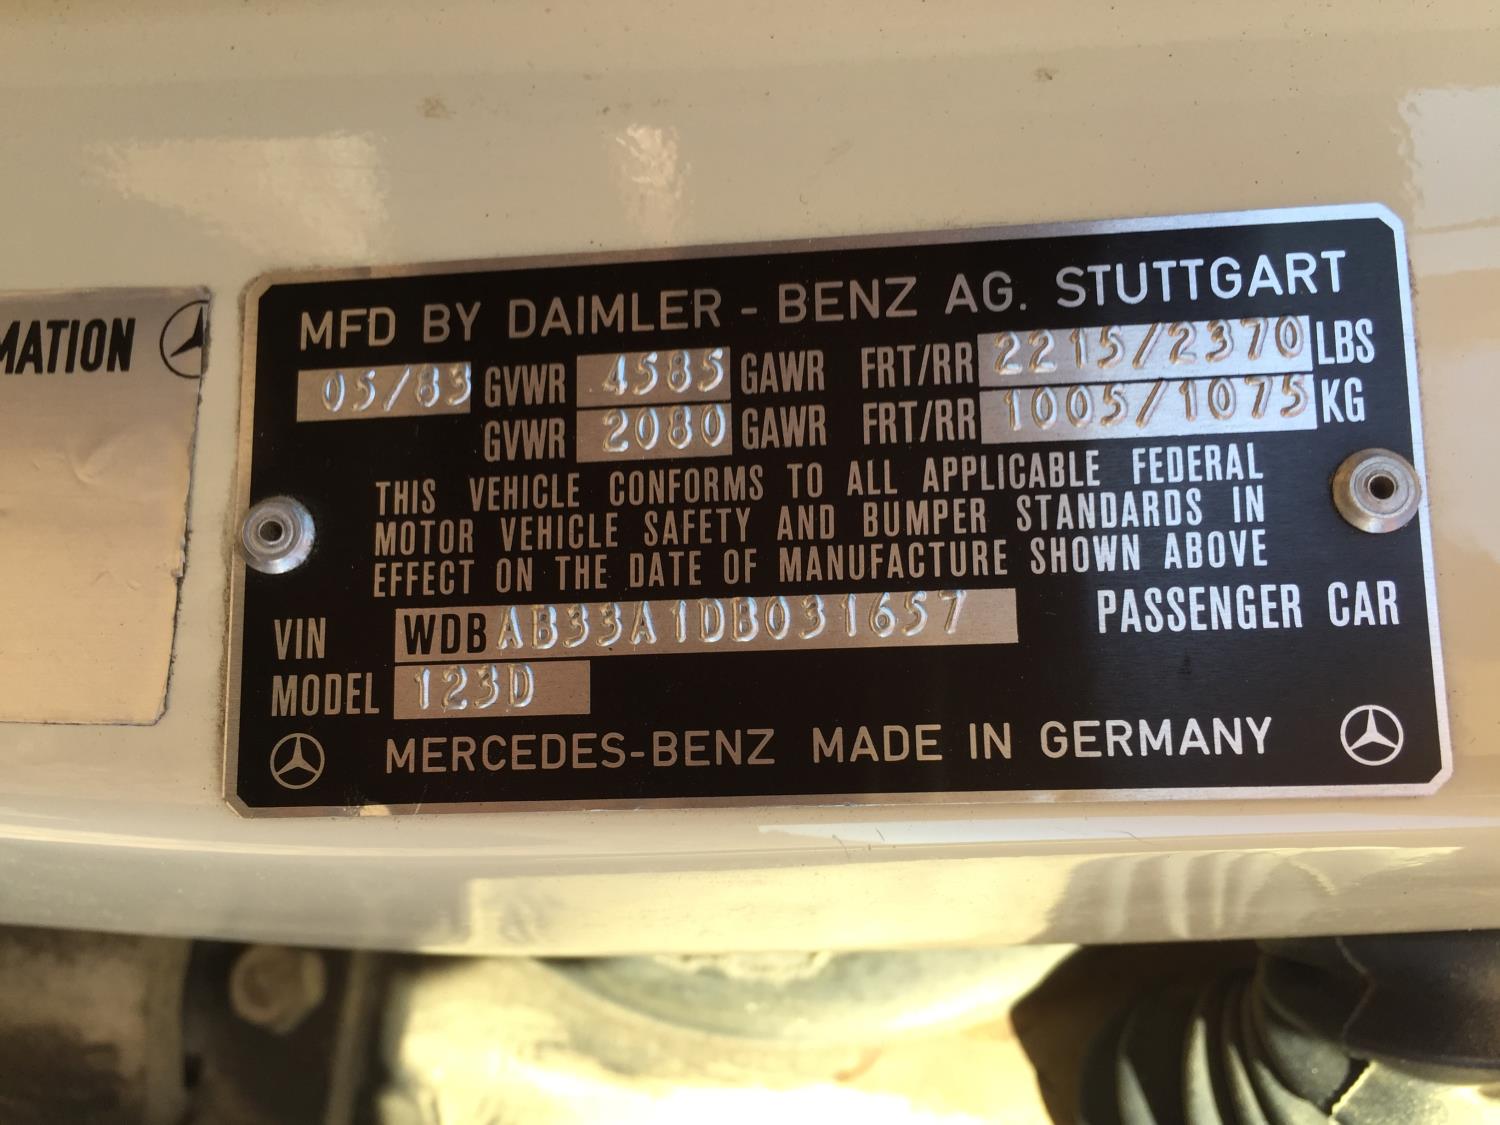 MATION
MFD BY DAIMLER - BENZ AG. STUTTGART
05/83 GVWR 4585 GAWR FRT/RR 2215/2370 LBS
GVWR 2080 GAWR FRT/RR 1005/1075 KG
THIS VEHICLE CONFORMS TO ALL APPLICABLE FEDERAL
MOTOR VEHICLE SAFETY AND BUMPER STANDARDS IN
EFFECT ON THE DATE OF MANUFACTURE SHOWN ABOVE
VIN WDBAB33A1DB031657 PASSENGER CAR
MODEL 123D
MERCEDES-BENZ MADE IN GERMANY